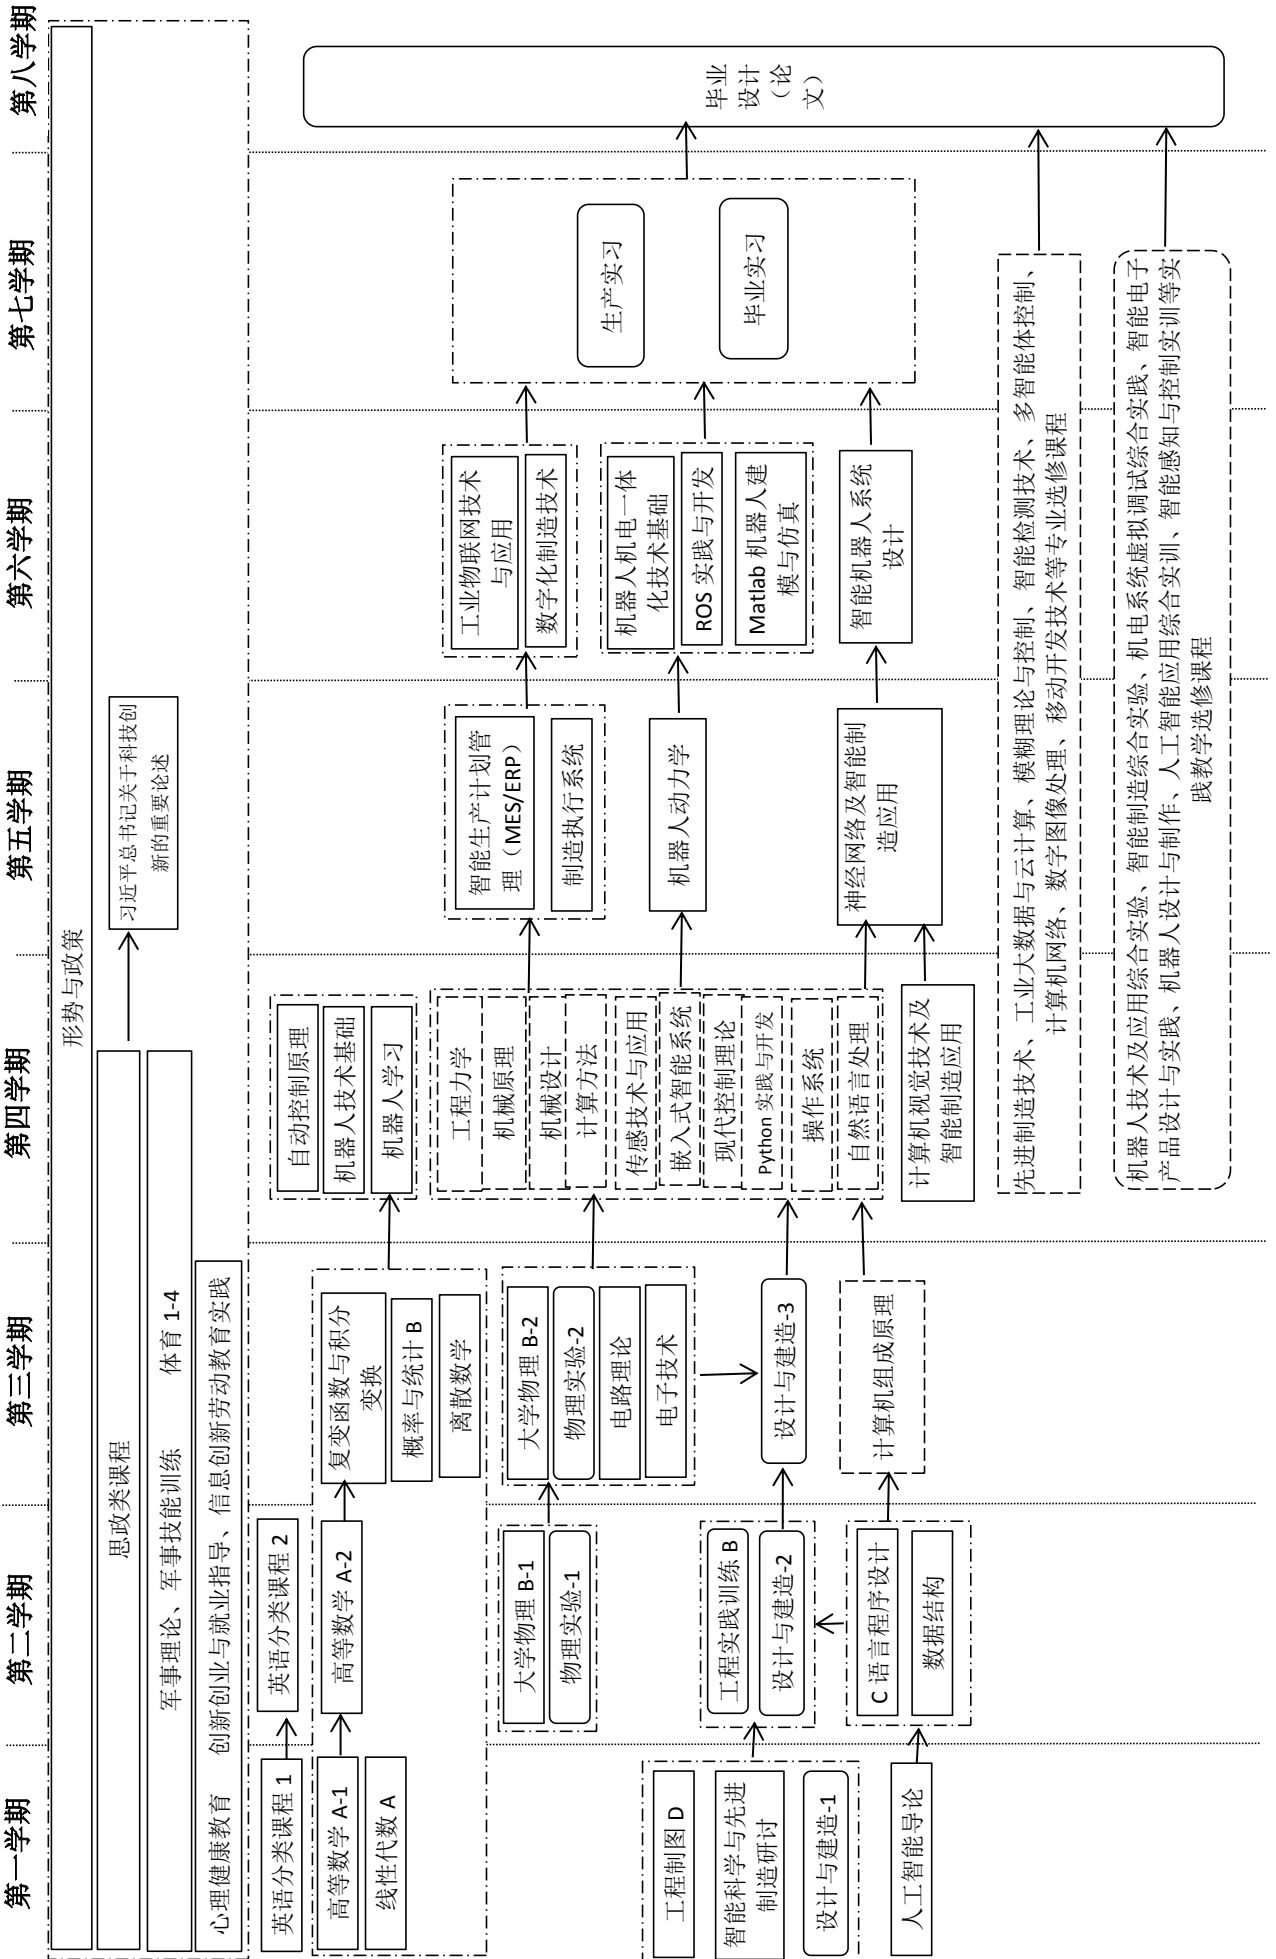 第一学期
第二学期
第三学期
第四学期
第五学期
第六学期
第七学期
第八学期
形势与政策
思政类课程
习近平总书记关于科技创
新的重要论述
军事理论、军事技能训练
体育 1-4
心理健康教育
创新创业与就业指导、信息创新劳动教育实践
英语分类课程 1
英语分类课程 2
高等数学 A-1
线性代数 A
高等数学 A-2
复变函数与积分
变换
概率与统计 B
离散数学
自动控制原理
机器人技术基础
机器人学习
大学物理 B-1
物理实验-1
大学物理 B-2
物理实验-2
电路理论
电子技术
工程制图 D
智能科学与先进
制造研讨
设计与建造-1
工程实践训练 B
设计与建造-2
设计与建造-3
人工智能导论
C 语言程序设计
数据结构
计算机组成原理
工程力学
机械原理
机械设计
计算方法
传感技术与应用
嵌入式智能系统
现代控制理论
Python 实践与开发
操作系统
自然语言处理
计算机视觉技术及
智能制造应用
智能生产计划管
理（MES/ERP）
制造执行系统
机器人动力学
神经网络及智能制
造应用
工业物联网技术
与应用
数字化制造技术
机器人机电一体
化技术基础
ROS 实践与开发
Matlab 机器人建
模与仿真
智能机器人系统
设计
生产实习
毕业实习
毕业
设计
（论
文）
先进制造技术、工业大数据与云计算、模糊理论与控制、智能检测技术、多智能体控制、
计算机网络、数字图像处理、移动开发技术等专业选修课程
机器人技术及应用综合实验、智能制造综合实验、机电系统虚拟调试综合实践、智能电子
产品设计与实践、机器人设计与制作、人工智能应用综合实训、智能感知与控制实训等实
践教学选修课程